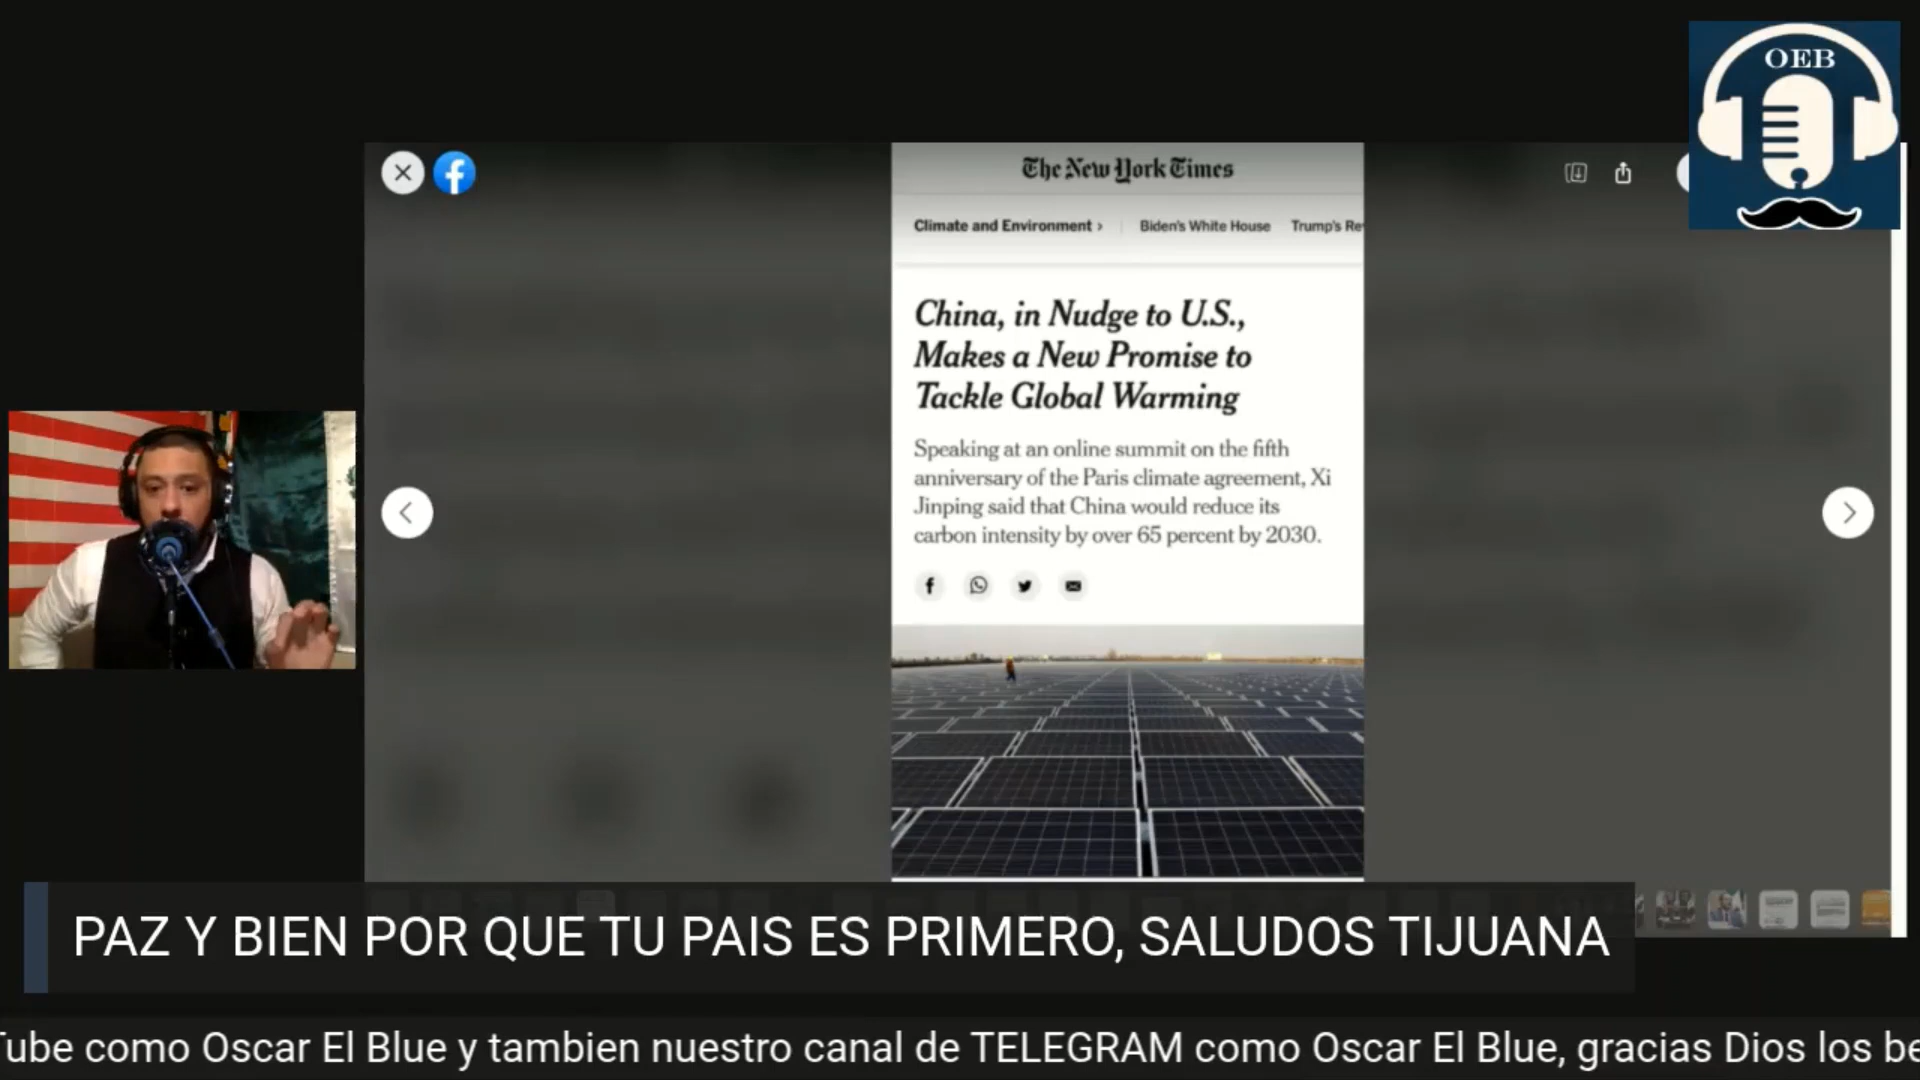 OEB
The New York Times
Climate and Environment > Biden's White House Trump's Re
China, in Nudge to U.S.,
Makes a New Promise to
Tackle Global Warming
Speaking at an online summit on the fifth
anniversary of the Paris climate agreement, Xi
Jinping said that China would reduce its
carbon intensity by over 65 percent by 2030.
PAZ Y BIEN POR QUE TU PAIS ES PRIMERO, SALUDOS TIJUANA
Tube como Oscar El Blue y tambien nuestro canal de TELEGRAM como Oscar El Blue, gracias Dios los be